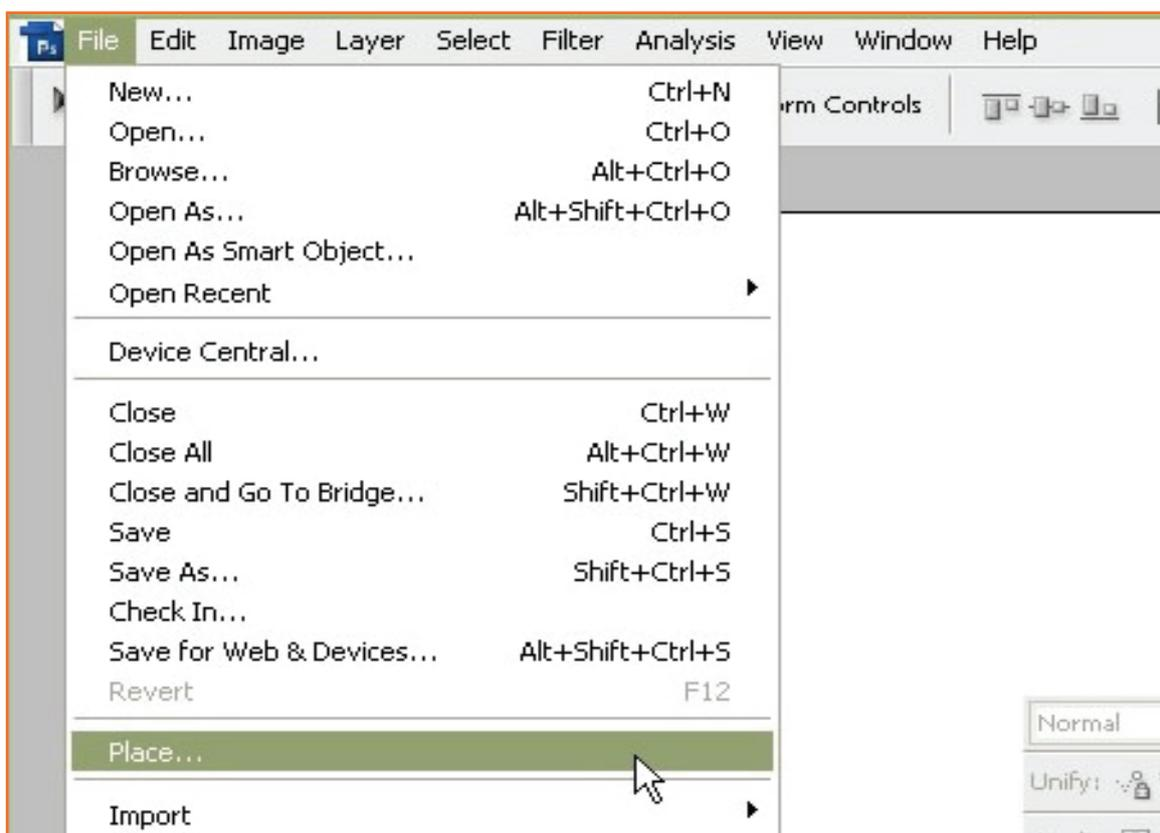 Ps File Edit Image Layer Select Filter Analysis View Window Help
rm Controls
New... Ctrl+N
Open... Ctrl+O
Browse... Alt+Ctrl+O
Open As... Alt+Shift+Ctrl+O
Open As Smart Object...
Open Recent
Device Central...
Close Ctrl+W
Close All Alt+Ctrl+W
Close and Go To Bridge... Shift+Ctrl+W
Save Ctrl+S
Save As... Shift+Ctrl+S
Check In...
Save for Web & Devices... Alt+Shift+Ctrl+S
Revert F12
Normal
Place...
Unify:
Import